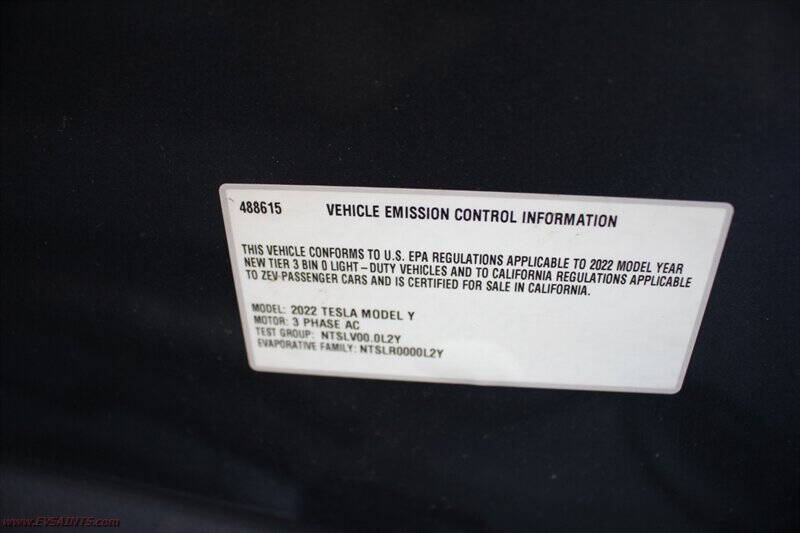 488615 VEHICLE EMISSION CONTROL INFORMATION
THIS VEHICLE CONFORMS TO U.S. EPA REGULATIONS APPLICABLE TO 2022 MODEL YEAR
NEW TIER 3 BIN 0 LIGHT-DUTY VEHICLES AND TO CALIFORNIA REGULATIONS APPLICABLE
TO ZEV PASSENGER CARS AND IS CERTIFIED FOR SALE IN CALIFORNIA.
MODEL: 2022 TESLA MODEL Y
MOTOR: 3 PHASE AC
TEST GROUP: NTSLV00.0L2Y
EVAPORATIVE FAMILY: NTSLR0000L2Y
www.EVSAINTS.com